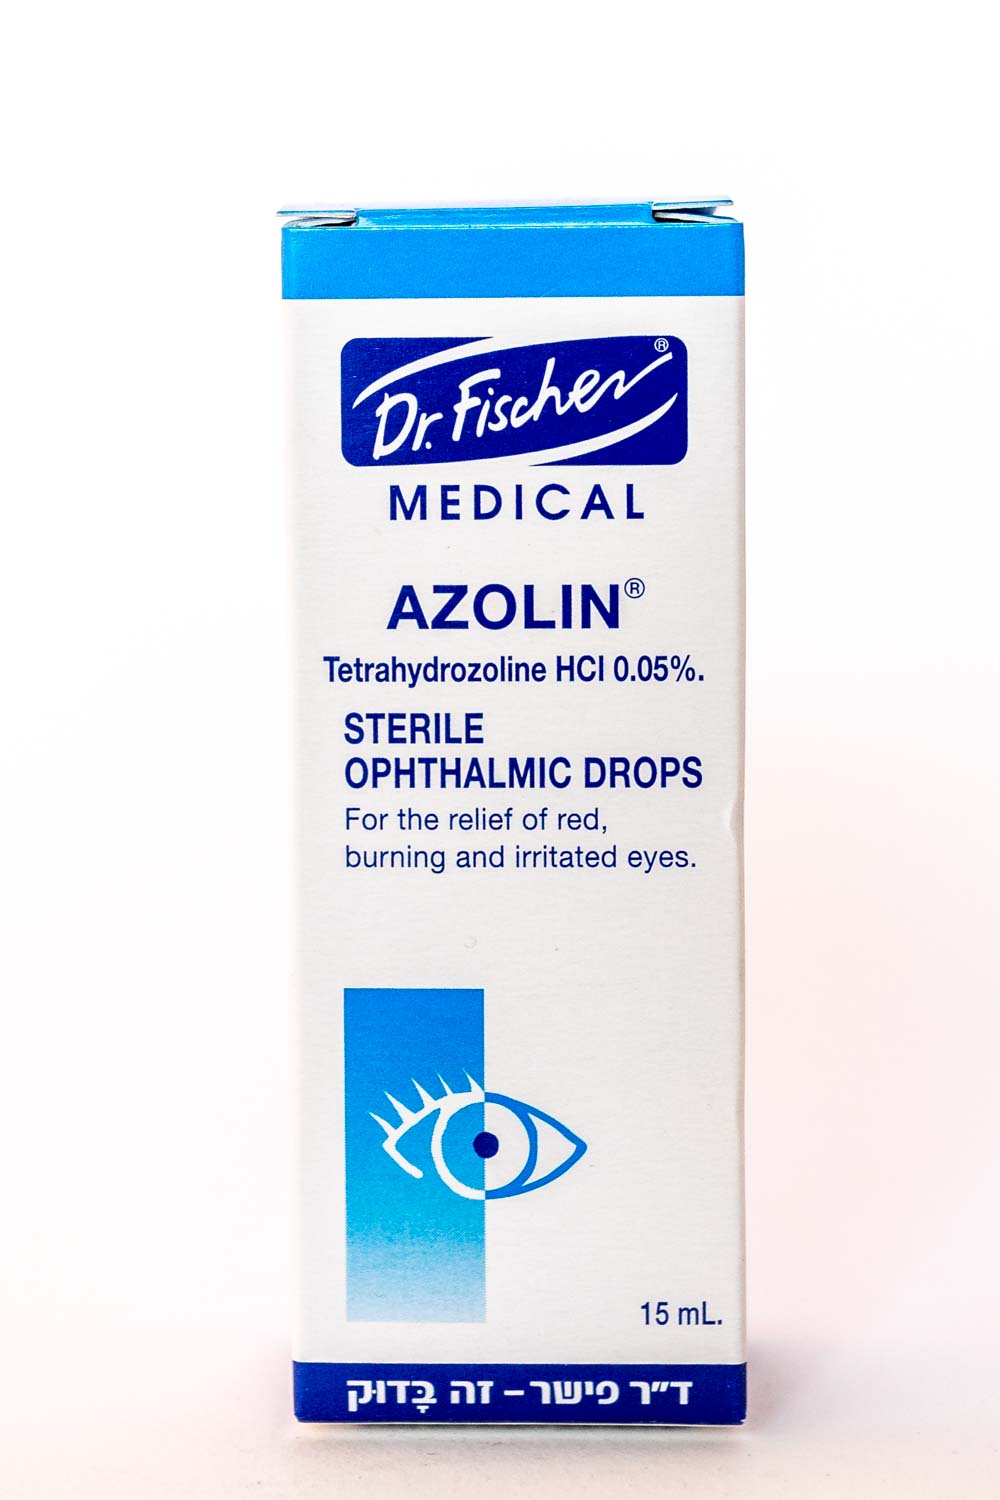 Dr. Fischer®
MEDICAL
AZOLIN®
Tetrahydrozoline HCl 0.05%.
STERILE
OPHTHALMIC DROPS
For the relief of red,
burning and irritated eyes.
15 mL.
ד״ר פישר – זה בָּדוּק